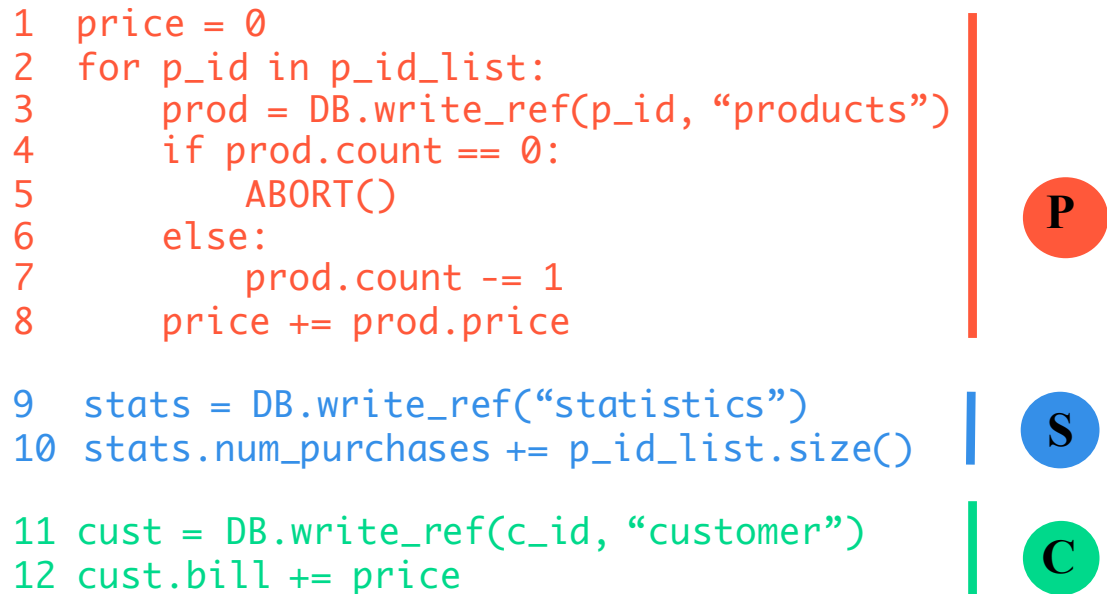 1 price = 0
2 for p_id in p_id_list:
3 prod = DB.write_ref(p_id, “products”)
4 if prod.count == 0:
5 ABORT()
6 else:
7 prod.count -= 1
8 price += prod.price
P
9 stats = DB.write_ref(“statistics”)
10 stats.num_purchases += p_id_list.size()
S
11 cust = DB.write_ref(c_id, “customer”)
12 cust.bill += price
C